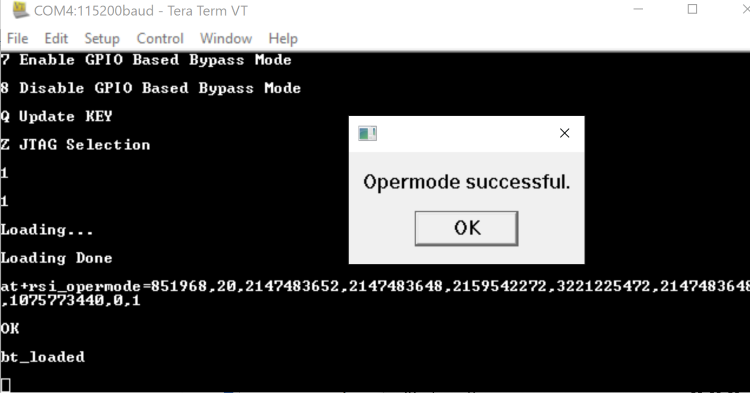 COM4:115200baud - Tera Term VT
File Edit Setup Control Window Help
7 Enable GPIO Based Bypass Mode
8 Disable GPIO Based Bypass Mode
Q Update KEY
Z JTAG Selection
1
1
Loading...
Loading Done
at+rsi_opermode=851968,20,2147483652,2147483648,2159542272,3221225472,2147483648
,1075773440,0,1
OK
bt_loaded
Opermode successful.
OK